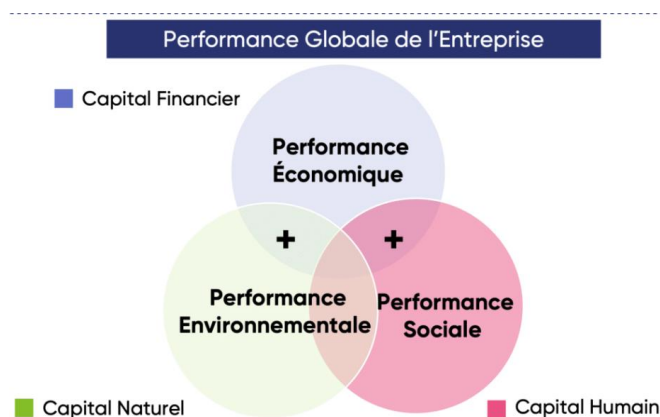 Performance Globale de l’Entreprise
Capital Financier
Performance
Économique
+
+
Performance
Environnementale
Performance
Sociale
Capital Naturel
Capital Humain